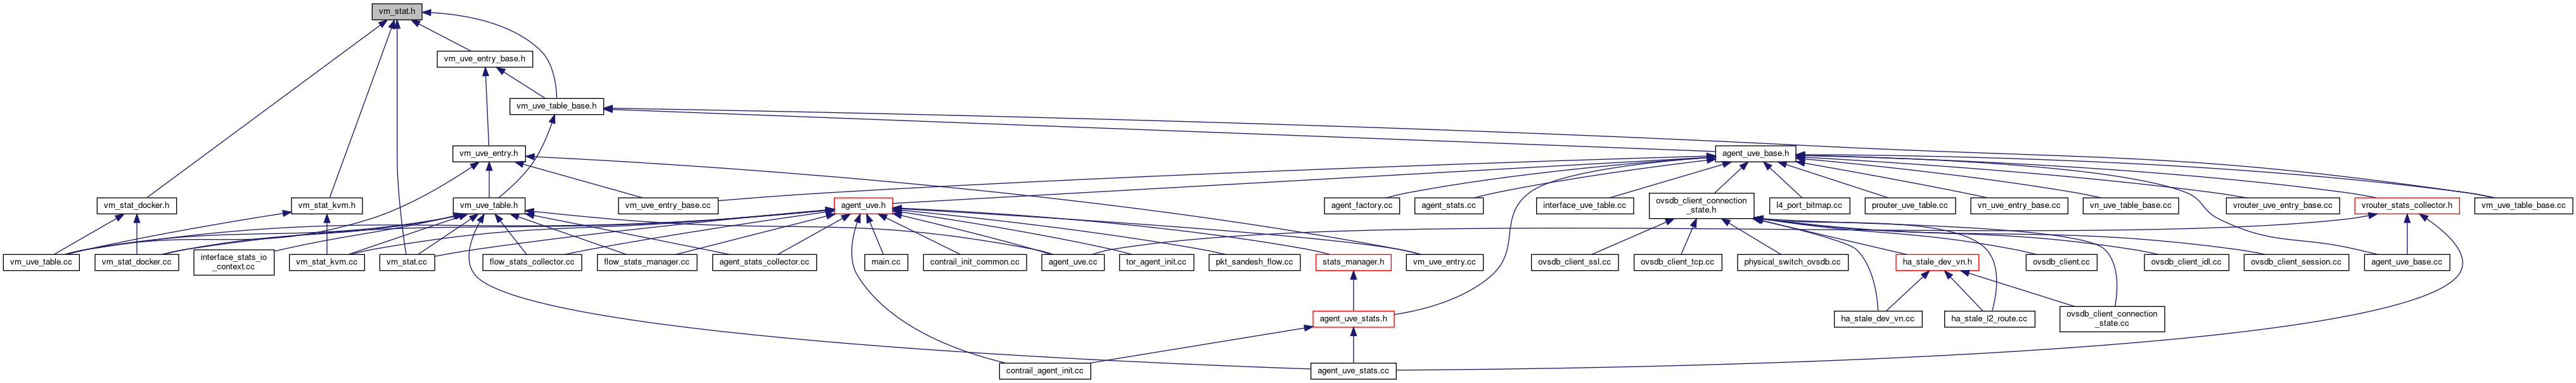 vm_stat.h
vm_uve_entry_base.h
vm_uve_table_base.h
vm_uve_entry.h
agent_uve_base.h
vm_stat_docker.h
vm_stat_kvm.h
vm_uve_table.h
vm_uve_entry_base.cc
agent_uve.h
agent_factory.cc
agent_stats.cc
interface_uve_table.cc
ovsdb_client_connection
_state.h
l4_port_bitmap.cc
prouter_uve_table.cc
vn_uve_entry_base.cc
vn_uve_table_base.cc
vrouter_uve_entry_base.cc
vrouter_stats_collector.h
vm_uve_table_base.cc
vm_uve_table.cc
vm_stat_docker.cc
interface_stats_io
_context.cc
vm_stat_kvm.cc
vm_stat.cc
flow_stats_collector.cc
flow_stats_manager.cc
agent_stats_collector.cc
main.cc
contrail_init_common.cc
agent_uve.cc
tor_agent_init.cc
pkt_sandesh_flow.cc
stats_manager.h
vm_uve_entry.cc
ovsdb_client_ssl.cc
ovsdb_client_tcp.cc
physical_switch_ovsdb.cc
ha_stale_dev_vn.h
ovsdb_client.cc
ovsdb_client_idl.cc
ovsdb_client_session.cc
agent_uve_base.cc
agent_uve_stats.h
ha_stale_dev_vn.cc
ha_stale_l2_route.cc
ovsdb_client_connection
_state.cc
contrail_agent_init.cc
agent_uve_stats.cc